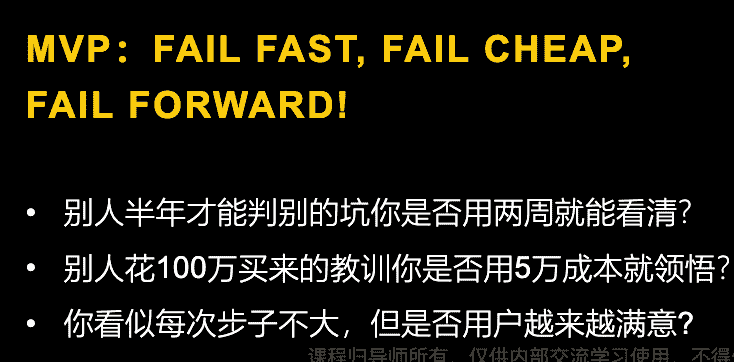 MVP：FAIL FAST, FAIL CHEAP,
FAIL FORWARD!
• 别人半年才能判别的坑你是否用两周就能看清?
• 别人花100万买来的教训你是否用5万成本就领悟?
• 你看似每次步子不大，但是否用户越来越满意?
课程归导师所有，仅供内部交流学习使用，不得